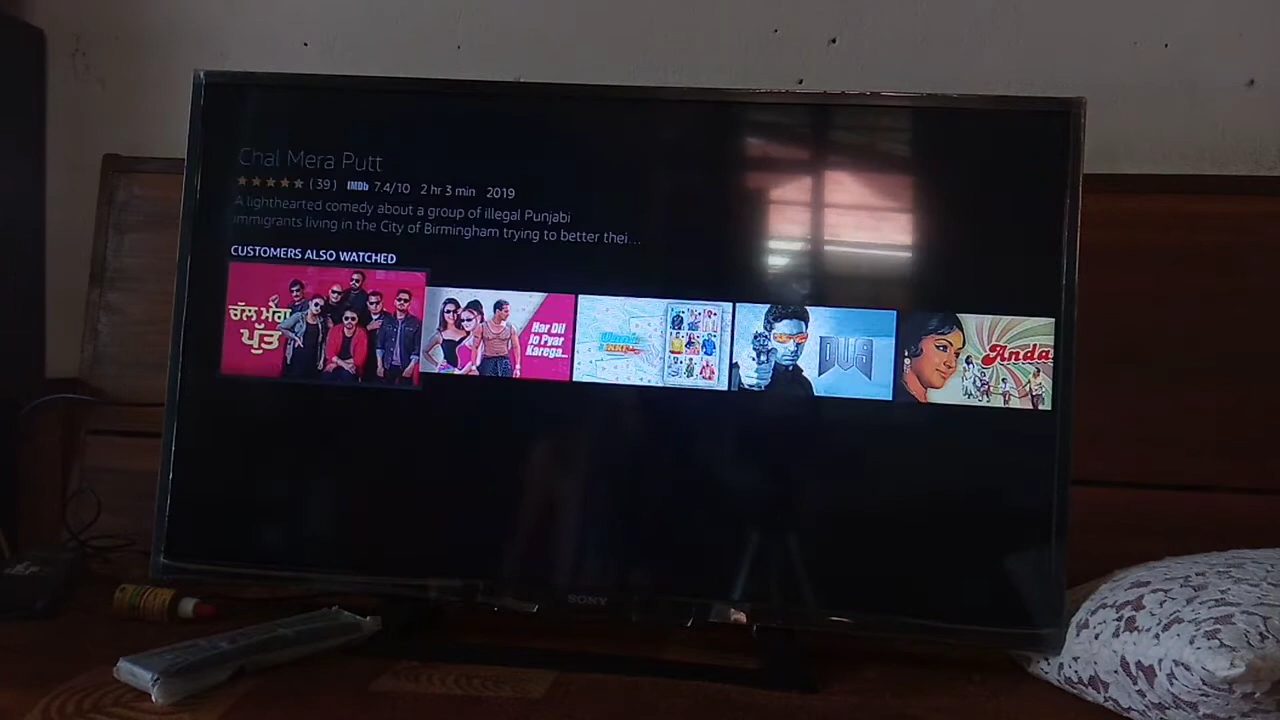 Chal Mera Putt
(39) IMDb 7.4/10 2 hr 3 min 2019
A lighthearted comedy about a group of illegal Punjabi
immigrants living in the City of Birmingham trying to better thei...
CUSTOMERS ALSO WATCHED
ਚੱਲ ਮੇਰਾ
ਪੁੱਤ
Har Dil
Jo Pyar
Karega...
DUS
Anda
SONY